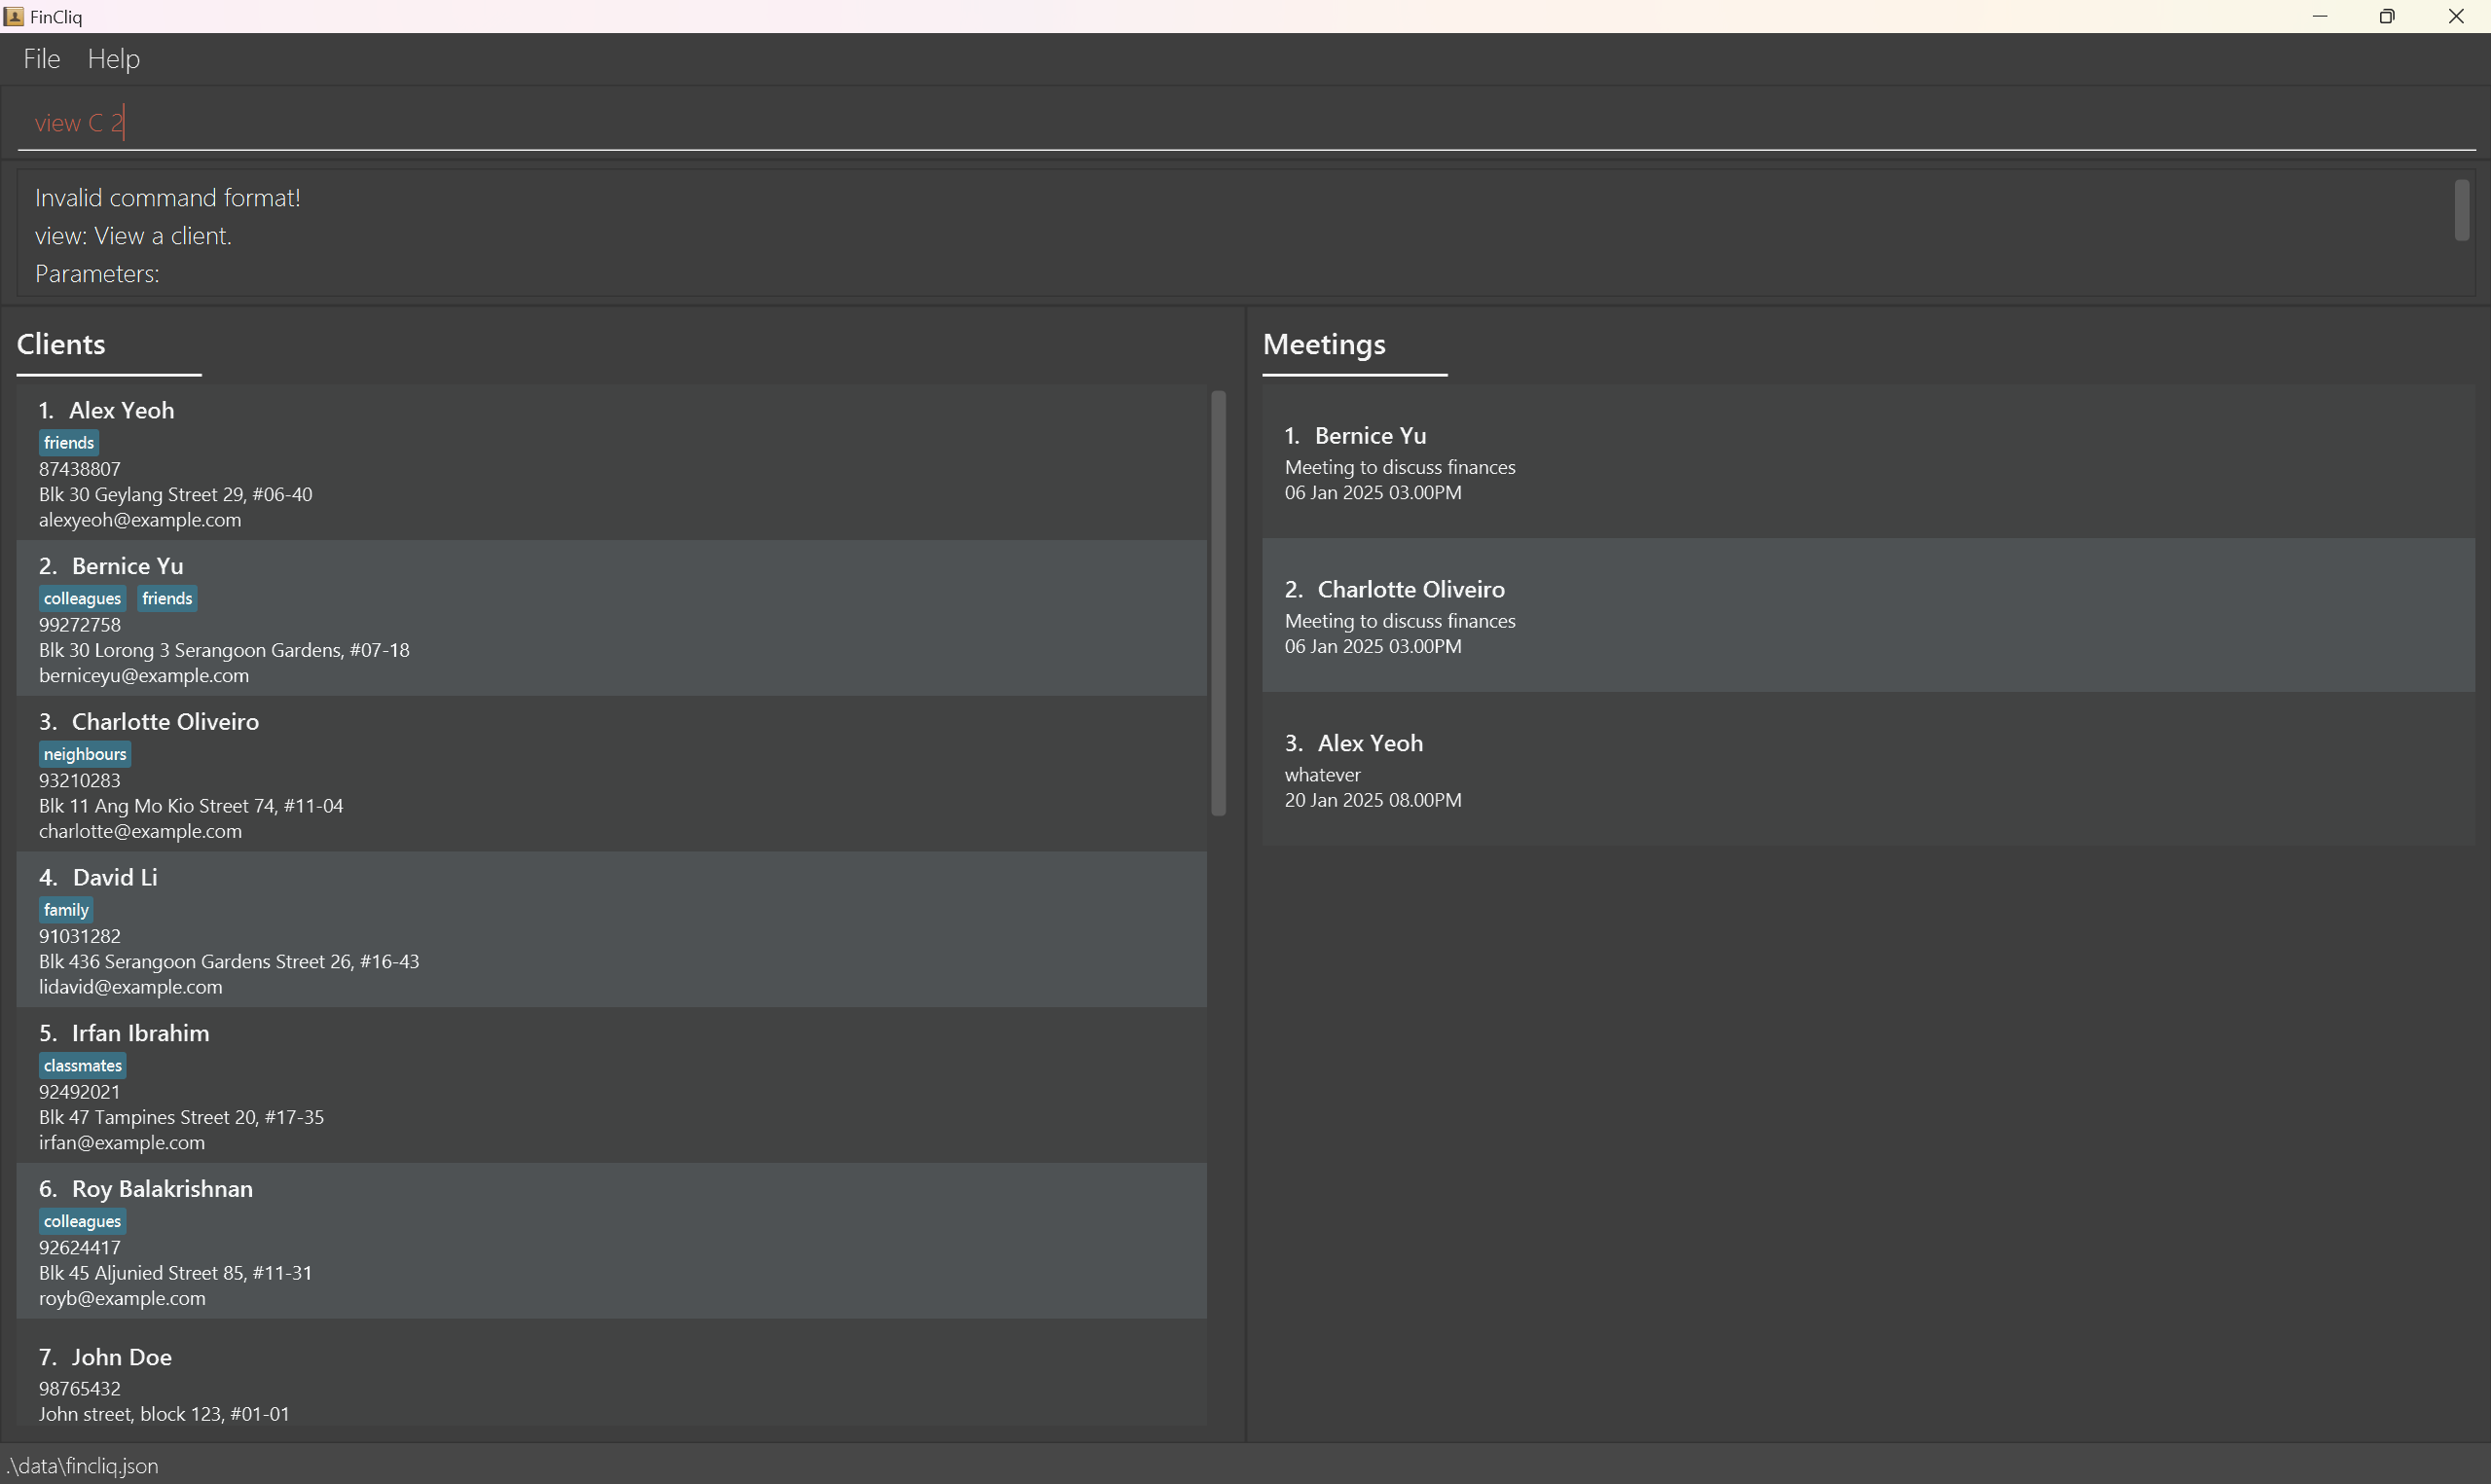 FinCliq
File Help
view C 2
Invalid command format!
view: View a client.
Parameters:
Clients
1. Alex Yeoh
friends
87438807
Blk 30 Geylang Street 29, #06-40
alexyeoh@example.com
2. Bernice Yu
colleagues friends
99272758
Blk 30 Lorong 3 Serangoon Gardens, #07-18
berniceyu@example.com
3. Charlotte Oliveiro
neighbours
93210283
Blk 11 Ang Mo Kio Street 74, #11-04
charlotte@example.com
4. David Li
family
91031282
Blk 436 Serangoon Gardens Street 26, #16-43
lidavid@example.com
5. Irfan Ibrahim
classmates
92492021
Blk 47 Tampines Street 20, #17-35
irfan@example.com
6. Roy Balakrishnan
colleagues
92624417
Blk 45 Aljunied Street 85, #11-31
royb@example.com
7. John Doe
98765432
John street, block 123, #01-01
Meetings
1. Bernice Yu
Meeting to discuss finances
06 Jan 2025 03.00PM
2. Charlotte Oliveiro
Meeting to discuss finances
06 Jan 2025 03.00PM
3. Alex Yeoh
whatever
20 Jan 2025 08.00PM
.\data\fincliq.json